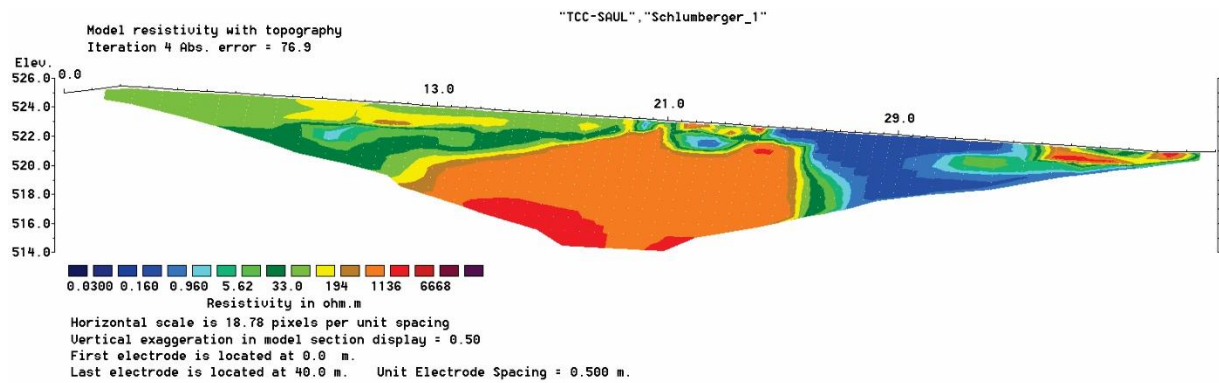 "TCC-SAUL","Schlumberger_1"
Model resistivity with topography
Iteration 4 Abs. error = 76.9
Elev.
0.0
526.0
13.0
524.0
21.0
522.0
29.0
520.0
518.0
516.0
514.0
0.0300 0.160 0.960 5.62 33.0 194 1136 6668
Resistivity in ohm.m
Horizontal scale is 18.78 pixels per unit spacing
Vertical exaggeration in model section display = 0.50
First electrode is located at 0.0 m.
Last electrode is located at 40.0 m. Unit Electrode Spacing = 0.500 m.